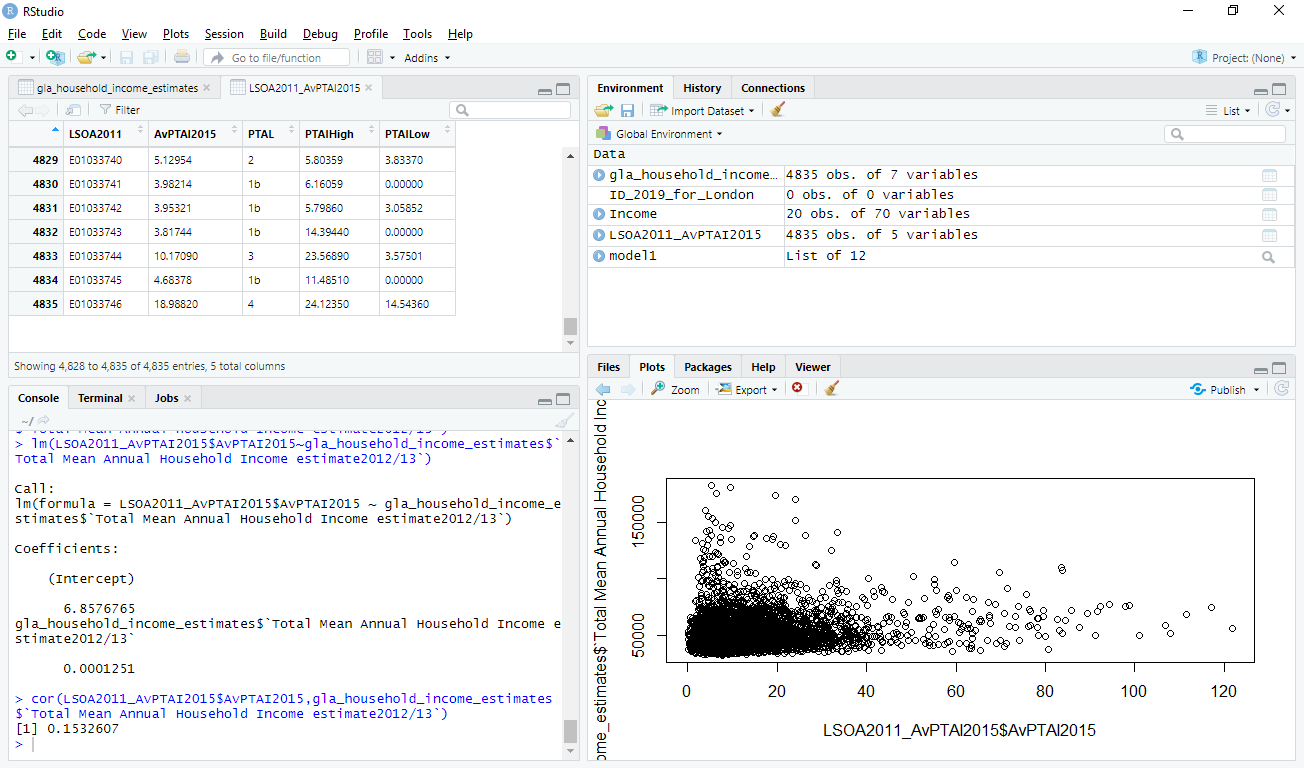 RStudio
File Edit Code View Plots Session Build Debug Profile Tools Help
Go to file/function Addins Project: (None)
gla_household_income_estimates LSOA2011_AvPTAI2015
Filter
LSOA2011 AvPTAI2015 PTAL PTAIHigh PTAILow
4829 E01033740 5.12954 2 5.80359 3.83370
4830 E01033741 3.98214 1b 6.16059 0.00000
4831 E01033742 3.95321 1b 5.79860 3.05852
4832 E01033743 3.81744 1b 14.39440 0.00000
4833 E01033744 10.17090 3 23.56890 3.57501
4834 E01033745 4.68378 1b 11.48510 0.00000
4835 E01033746 18.98820 4 24.12350 14.54360
Showing 4,828 to 4,835 of 4,835 entries, 5 total columns
Console Terminal Jobs
~/
$`Total Mean Annual Household Income estimate2012/13`)
> lm(LSOA2011_AvPTAI2015$AvPTAI2015~gla_household_income_estimates$`
Total Mean Annual Household Income estimate2012/13`)
Call:
lm(formula = LSOA2011_AvPTAI2015$AvPTAI2015 ~ gla_household_income_e
stimates$`Total Mean Annual Household Income estimate2012/13`)
Coefficients:
(Intercept)
6.8576765
gla_household_income_estimates$`Total Mean Annual Household Income e
stimate2012/13`
0.0001251
> cor(LSOA2011_AvPTAI2015$AvPTAI2015,gla_household_income_estimates
$`Total Mean Annual Household Income estimate2012/13`)
[1] 0.1532607
>
Environment History Connections
Import Dataset List
Global Environment
Data
gla_household_income… 4835 obs. of 7 variables
ID_2019_for_London 0 obs. of 0 variables
Income 20 obs. of 70 variables
LSOA2011_AvPTAI2015 4835 obs. of 5 variables
model1 List of 12
Files Plots Packages Help Viewer
Zoom Export Publish
ome_estimates$`Total Mean Annual Household Inc
150000
50000
0 20 40 60 80 100 120
LSOA2011_AvPTAI2015$AvPTAI2015